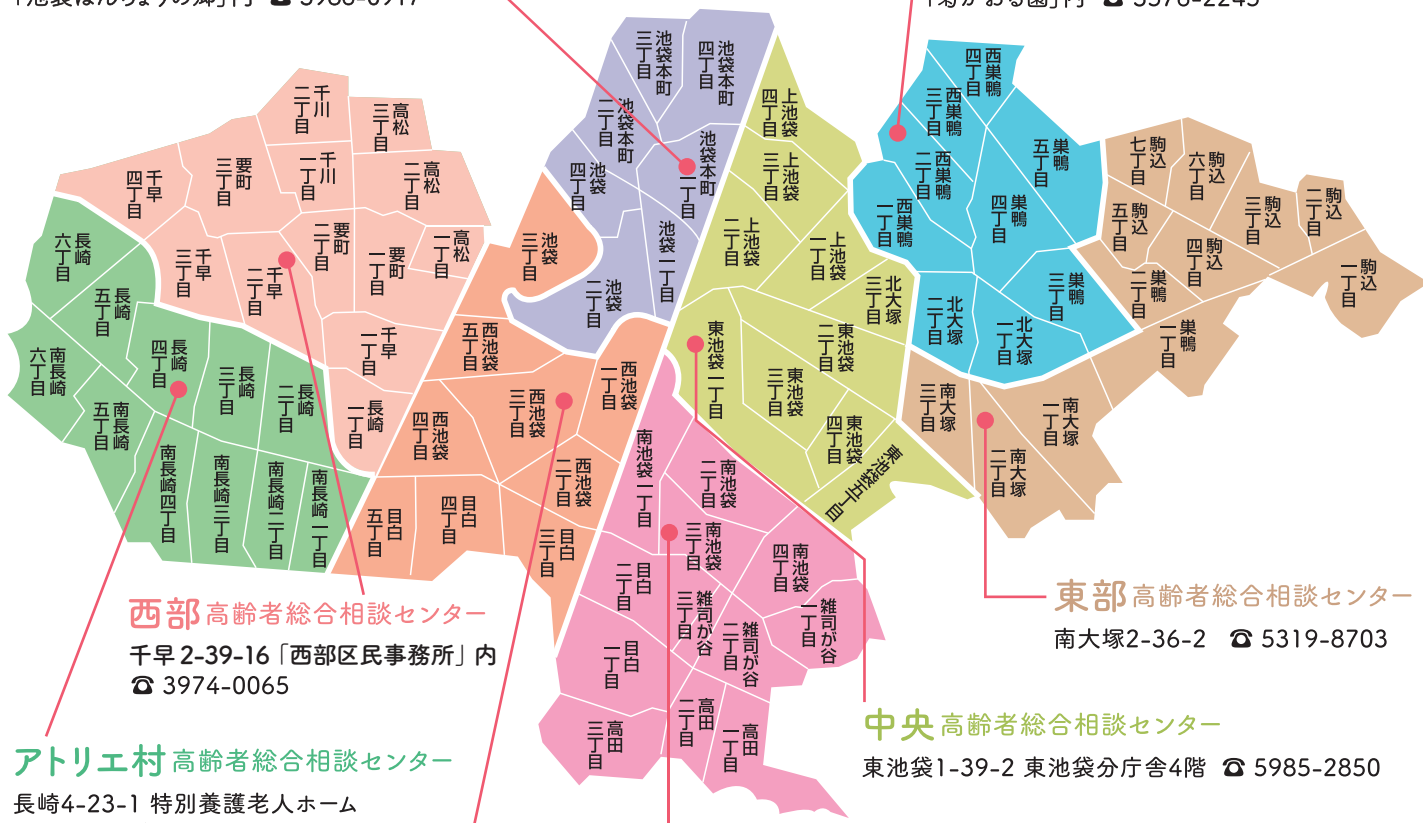 「池袋ほんちょうの郷」内 ☎ 3986-0917
「菊かおる園」内 ☎ 3576-2245
池袋本町
三丁目
池袋本町
四丁目
池袋本町
二丁目
池袋本町
一丁目
池袋
四丁目
池袋一丁目
池袋
二丁目
池袋
三丁目
上池袋
四丁目
上池袋
三丁目
上池袋
二丁目
上池袋
一丁目
北大塚
三丁目
東池袋一丁目
東池袋
二丁目
東池袋
三丁目
東池袋
四丁目
東池袋五丁目
西巣鴨
四丁目
西巣鴨
三丁目
西巣鴨
二丁目
西巣鴨
一丁目
巣鴨
五丁目
巣鴨
四丁目
巣鴨
三丁目
北大塚
二丁目
北大塚
一丁目
駒込
七丁目
駒込
六丁目
駒込
五丁目
駒込
四丁目
駒込
三丁目
駒込
二丁目
駒込
一丁目
巣鴨
二丁目
巣鴨
一丁目
南大塚
三丁目
南大塚
二丁目
南大塚
一丁目
千川
二丁目
高松
三丁目
千川
一丁目
高松
二丁目
要町
三丁目
千早
四丁目
千早
三丁目
千早
二丁目
要町
二丁目
要町
一丁目
高松
一丁目
千早
一丁目
長崎
一丁目
長崎
六丁目
長崎
五丁目
長崎
四丁目
長崎
三丁目
長崎
二丁目
南長崎
六丁目
南長崎
五丁目
南長崎四丁目
南長崎三丁目
南長崎二丁目
南長崎一丁目
西池袋
五丁目
西池袋
四丁目
西池袋
三丁目
西池袋
一丁目
西池袋
二丁目
目白
五丁目
目白
四丁目
目白
三丁目
南池袋一丁目
南池袋
二丁目
南池袋
三丁目
南池袋
四丁目
目白
二丁目
目白
一丁目
雑司が谷
三丁目
雑司が谷
二丁目
雑司が谷
一丁目
高田
三丁目
高田
二丁目
高田
一丁目
西部高齢者総合相談センター
千早2-39-16「西部区民事務所」内
☎ 3974-0065
東部高齢者総合相談センター
南大塚2-36-2 ☎ 5319-8703
中央高齢者総合相談センター
東池袋1-39-2 東池袋分庁舎4階 ☎ 5985-2850
アトリエ村高齢者総合相談センター
長崎4-23-1 特別養護老人ホーム